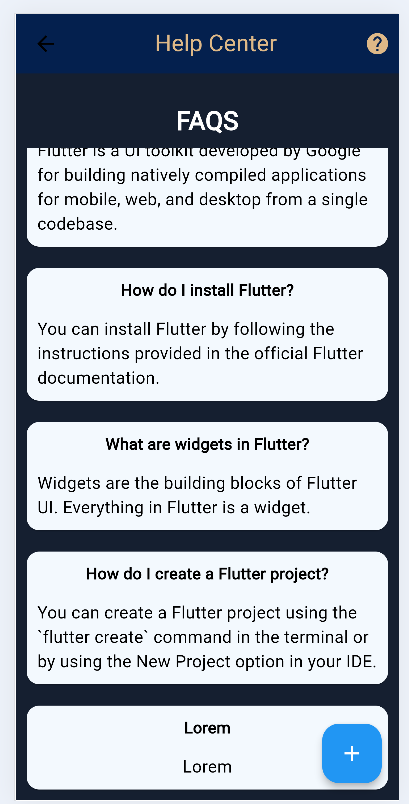 Help Center
?
FAQS
Flutter is a UI toolkit developed by Google
for building natively compiled applications
for mobile, web, and desktop from a single
codebase.
How do I install Flutter?
You can install Flutter by following the
instructions provided in the official Flutter
documentation.
What are widgets in Flutter?
Widgets are the building blocks of Flutter
UI. Everything in Flutter is a widget.
How do I create a Flutter project?
You can create a Flutter project using the
`flutter create` command in the terminal or
by using the New Project option in your IDE.
Lorem
Lorem
+